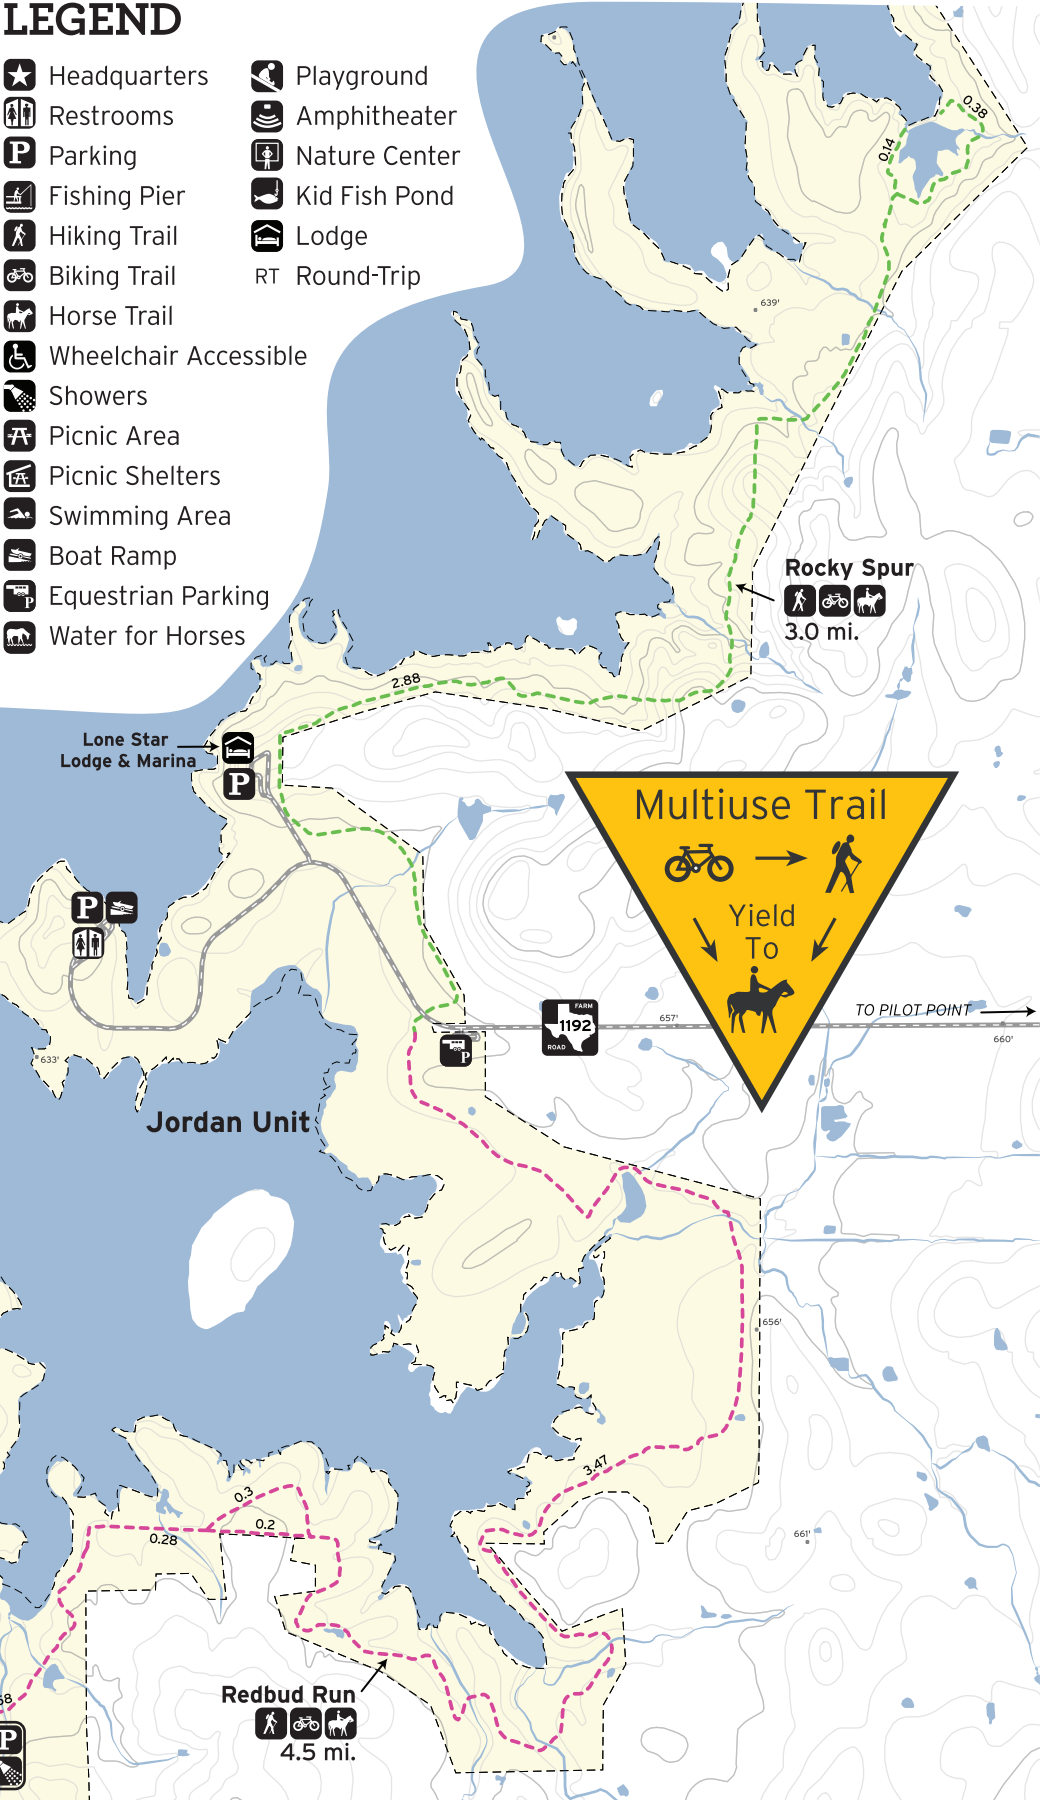 LEGEND
Headquarters
Restrooms
P Parking
Fishing Pier
Hiking Trail
Biking Trail
Horse Trail
Wheelchair Accessible
Showers
Picnic Area
Picnic Shelters
Swimming Area
Boat Ramp
P Equestrian Parking
Water for Horses
Playground
Amphitheater
Nature Center
Kid Fish Pond
Lodge
RT Round-Trip
0.38
0.14
639'
Rocky Spur
3.0 mi.
2.88
Lone Star
Lodge & Marina
P
P
Multiuse Trail
Yield
To
FARM
1192
ROAD
657'
TO PILOT POINT
660'
P
633'
Jordan Unit
656'
3.47
0.3
0.2
0.28
661'
Redbud Run
4.5 mi.
P